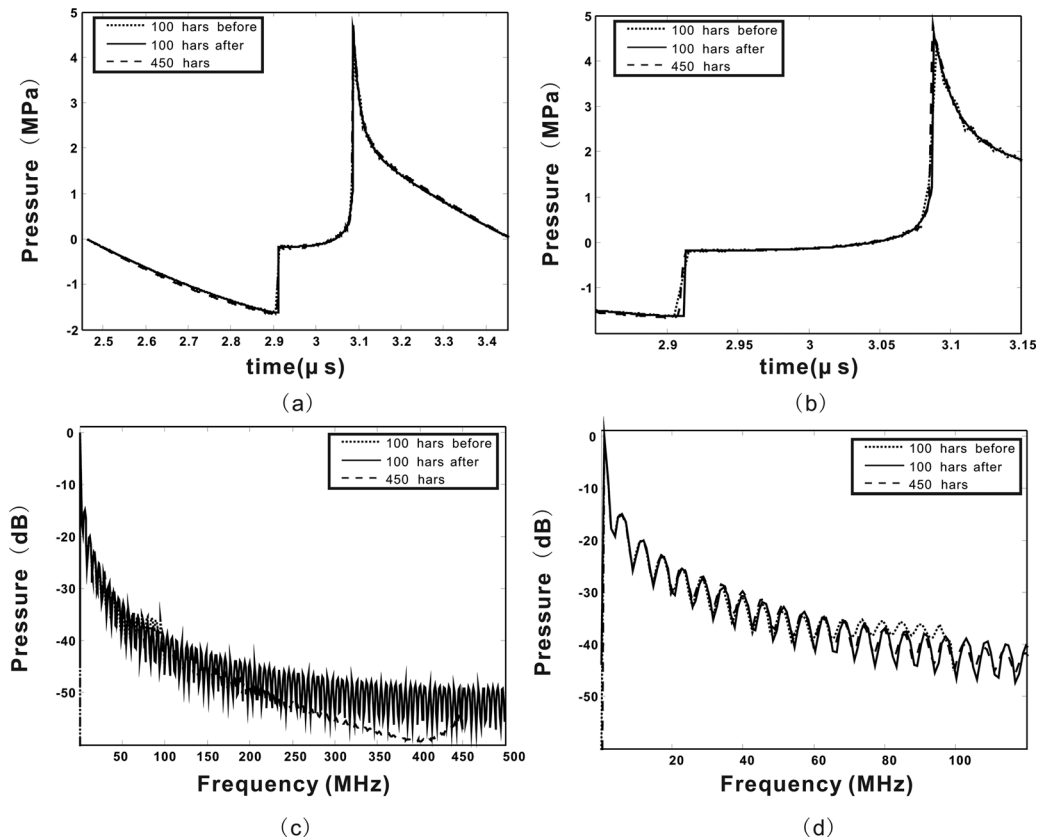 5
4
3
2
1
0
-1
-2
Pressure（MPa）
100 hars before
100 hars after
450 hars
2.5 2.6 2.7 2.8 2.9 3 3.1 3.2 3.3 3.4
time(μ s)
（a）
5
4
3
2
1
0
-1
Pressure（MPa）
100 hars before
100 hars after
450 hars
2.9 2.95 3 3.05 3.1 3.15
time(μ s)
（b）
0
-10
-20
-30
-40
-50
Pressure（dB）
100 hars before
100 hars after
450 hars
50 100 150 200 250 300 350 400 450 500
Frequency (MHz)
（c）
0
-10
-20
-30
-40
-50
Pressure（dB）
100 hars before
100 hars after
450 hars
20 40 60 80 100
Frequency (MHz)
（d）